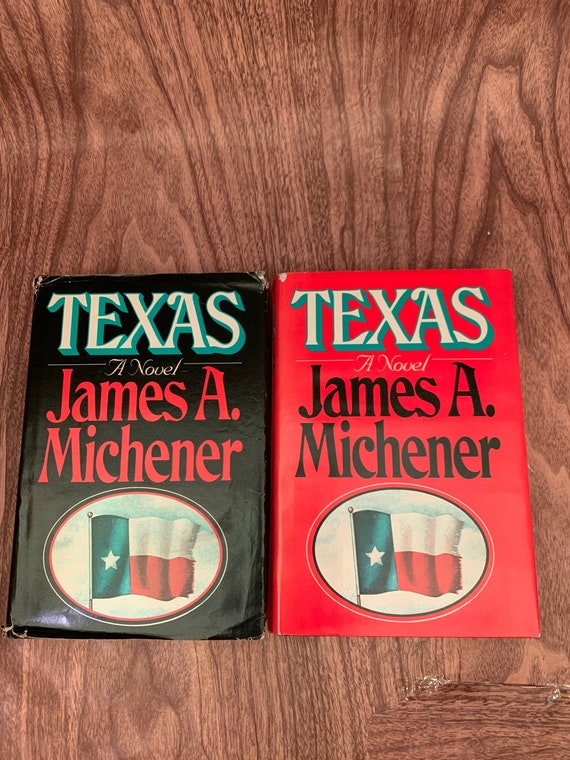 TEXAS
A Novel
James A.
Michener
TEXAS
A Novel
James A.
Michener